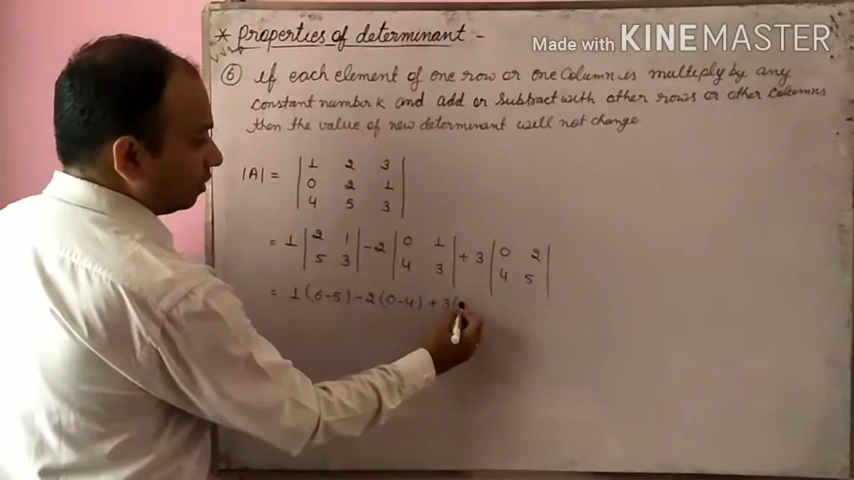 * Properties of determinant :-
Made with KINEMASTER
⑥ if each element of one row or one Column is multiply by any
constant number K and add or Subtract with other rows or other Columns
then the value of new determinant will not change
|A| = | 1 2 3 |
| 0 2 1 |
| 4 5 3 |
= 1 | 2 1 | - 2 | 0 1 | + 3 | 0 2 |
| 5 3 | | 4 3 | | 4 5 |
= 1 (6-5) - 2 (0-4) + 3 (